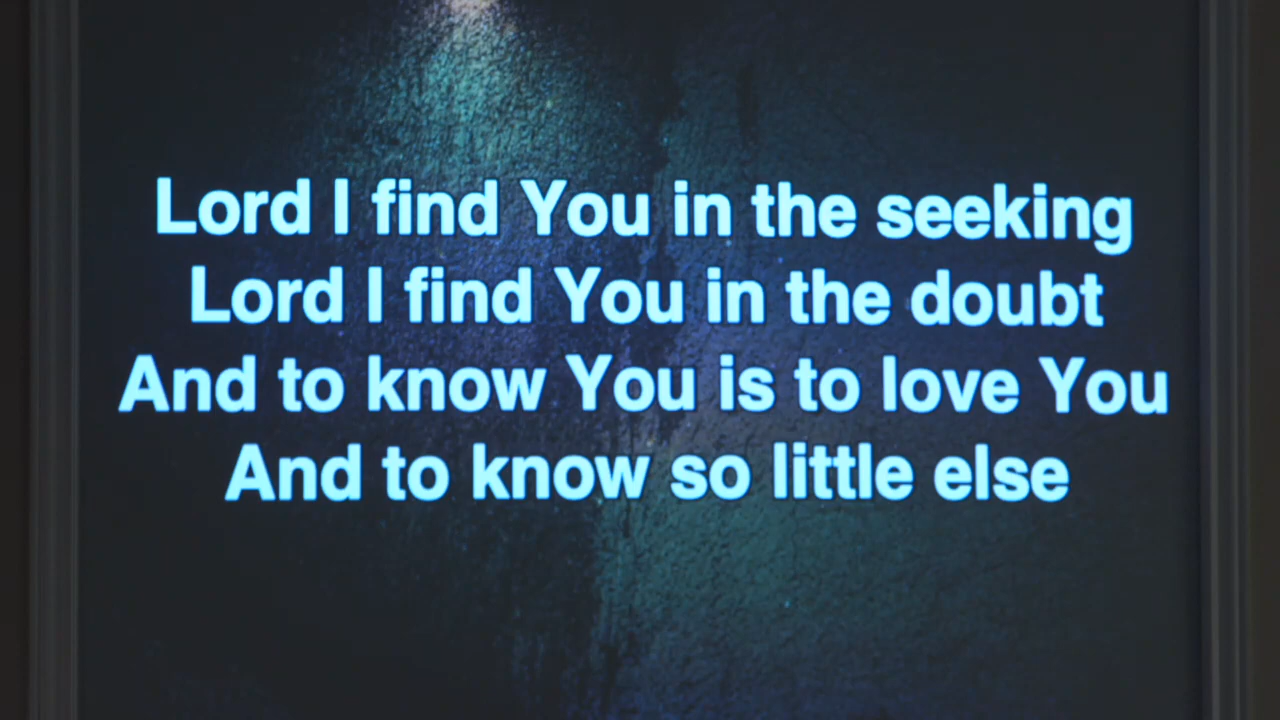 Lord I find You in the seeking
Lord I find You in the doubt
And to know You is to love You
And to know so little else